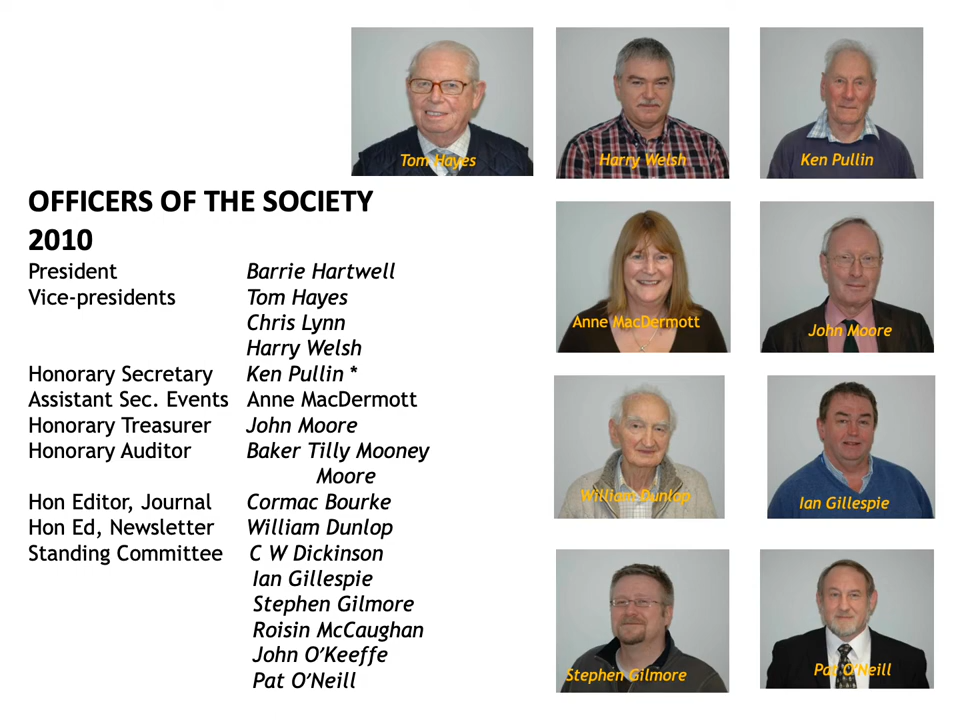 Tom Hayes
Harry Welsh
Ken Pullin
OFFICERS OF THE SOCIETY
2010
President Barrie Hartwell
Vice-presidents Tom Hayes
Chris Lynn
Harry Welsh
Honorary Secretary Ken Pullin *
Assistant Sec. Events Anne MacDermott
Honorary Treasurer John Moore
Honorary Auditor Baker Tilly Mooney
Moore
Hon Editor, Journal Cormac Bourke
Hon Ed, Newsletter William Dunlop
Standing Committee C W Dickinson
Ian Gillespie
Stephen Gilmore
Roisin McCaughan
John O’Keeffe
Pat O’Neill
Anne MacDermott
John Moore
William Dunlop
Ian Gillespie
Stephen Gilmore
Pat O’Neill